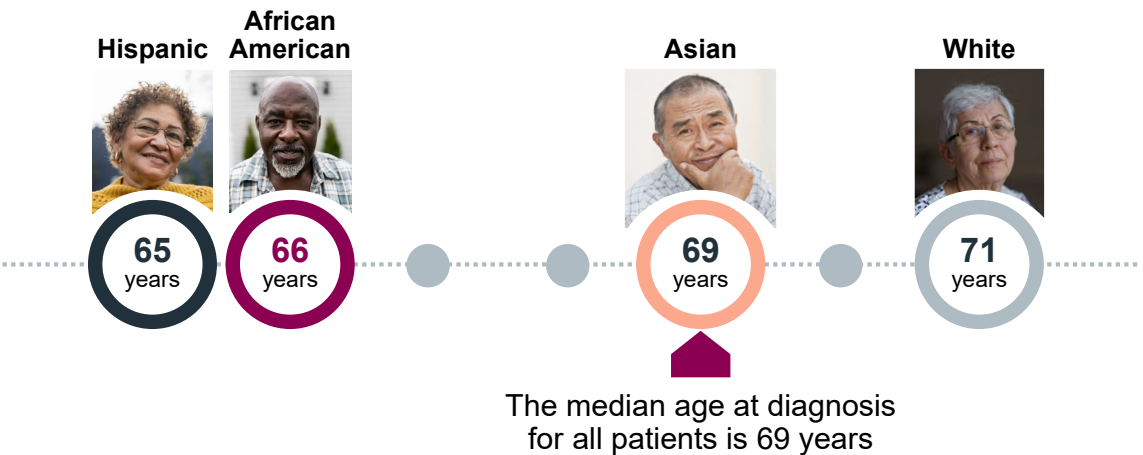 Hispanic
African
American
Asian
White
65
years
66
years
69
years
71
years
The median age at diagnosis
for all patients is 69 years